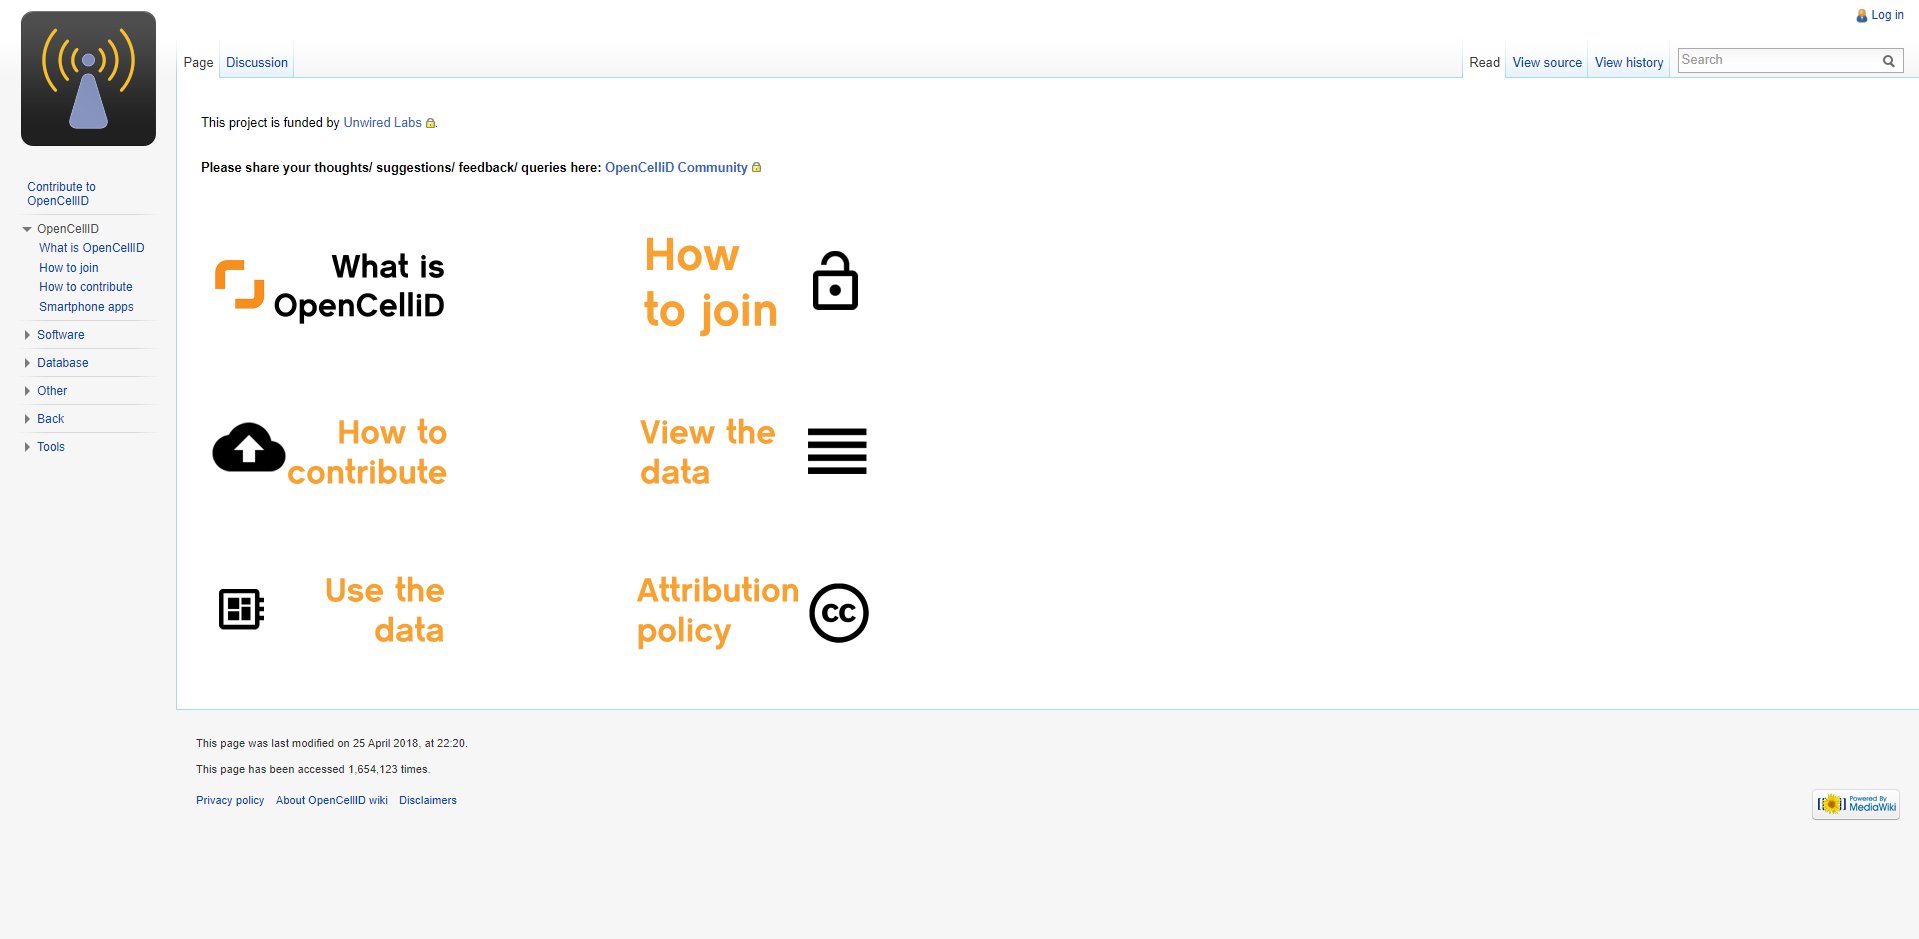 Log in
Page
Discussion
Read
View source
View history
Search
Contribute to
OpenCellID
OpenCellID
What is OpenCellID
How to join
How to contribute
Smartphone apps
Software
Database
Other
Back
Tools
This project is funded by Unwired Labs.
Please share your thoughts/ suggestions/ feedback/ queries here: OpenCelliD Community
What is
OpenCelliD
How
to join
How to
contribute
View the
data
Use the
data
Attribution
policy
cc
This page was last modified on 25 April 2018, at 22:20.
This page has been accessed 1,654,123 times.
Privacy policy About OpenCellID wiki Disclaimers
Powered By
MediaWiki